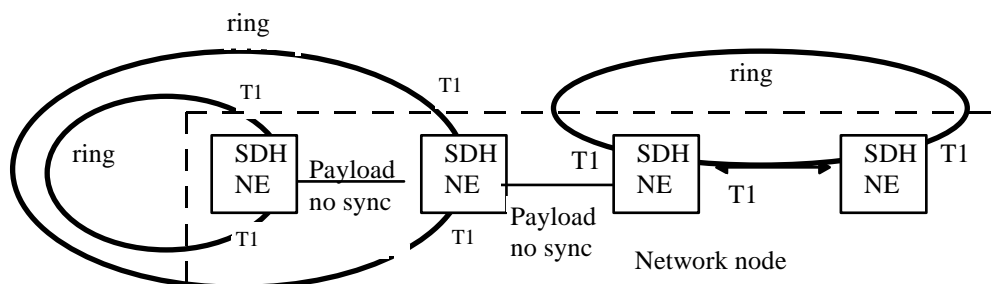 ring
T1
T1
ring
ring
SDH
NE
Payload
no sync
SDH
NE
T1
SDH
NE
SDH
NE
T1
T1
T1
T1
Payload
no sync
Network node